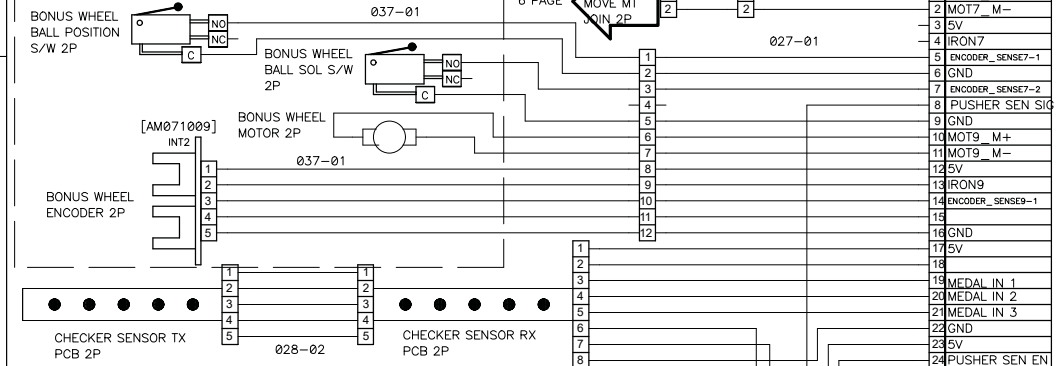 BONUS WHEEL
BALL POSITION
S/W 2P
NO
NC
C
037-01
6 PAGE
MOVE MT
JOIN 2P
2
2
BONUS WHEEL
BALL SOL S/W
2P
NO
NC
C
027-01
[AM071009]
INT2
BONUS WHEEL
MOTOR 2P
037-01
BONUS WHEEL
ENCODER 2P
1
2
3
4
5
1
2
3
4
5
6
7
8
9
10
11
12
2 MOT7_M-
3 5V
4 IRON7
5 ENCODER_SENSE7-1
6 GND
7 ENCODER_SENSE7-2
8 PUSHER SEN SIG
9 GND
10 MOT9_M+
11 MOT9_M-
12 5V
13 IRON9
14 ENCODER_SENSE9-1
15
16 GND
17 5V
18
19 MEDAL IN 1
20 MEDAL IN 2
21 MEDAL IN 3
22 GND
23 5V
24 PUSHER SEN EN
1
2
3
4
5
1
2
3
4
5
1
2
3
4
5
6
7
8
CHECKER SENSOR TX
PCB 2P
028-02
CHECKER SENSOR RX
PCB 2P